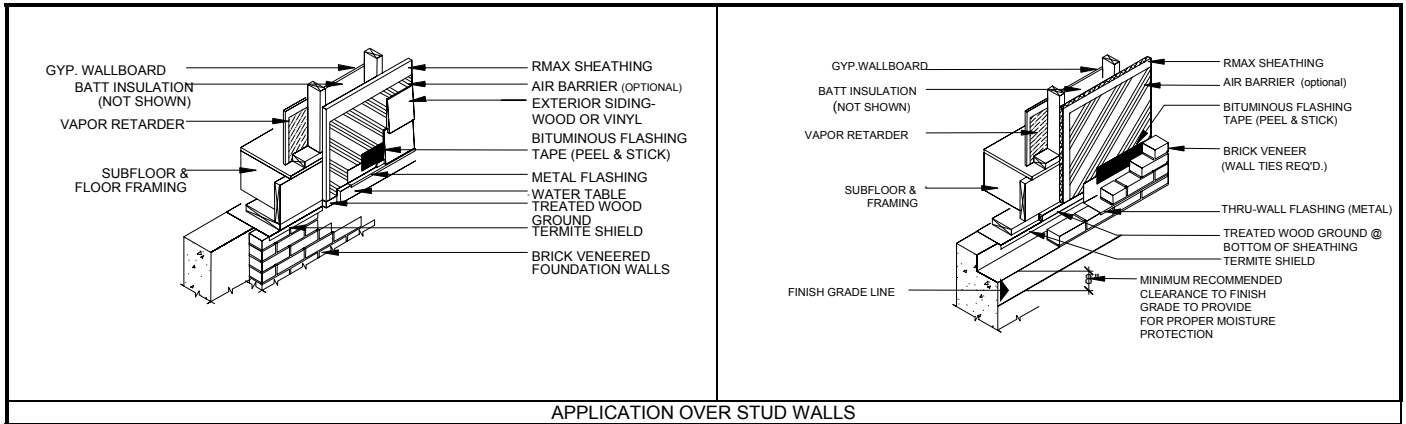 GYP. WALLBOARD
BATT INSULATION
(NOT SHOWN)
VAPOR RETARDER
SUBFLOOR &
FLOOR FRAMING
RMAX SHEATHING
AIR BARRIER (OPTIONAL)
EXTERIOR SIDING-
WOOD OR VINYL
BITUMINOUS FLASHING
TAPE (PEEL & STICK)
METAL FLASHING
WATER TABLE
TREATED WOOD
GROUND
TERMITE SHIELD
BRICK VENEERED
FOUNDATION WALLS
GYP.WALLBOARD
BATT INSULATION
(NOT SHOWN)
VAPOR RETARDER
SUBFLOOR &
FRAMING
FINISH GRADE LINE
RMAX SHEATHING
AIR BARRIER (optional)
BITUMINOUS FLASHING
TAPE (PEEL & STICK)
BRICK VENEER
(WALL TIES REQ'D.)
THRU-WALL FLASHING (METAL)
TREATED WOOD GROUND @
BOTTOM OF SHEATHING
TERMITE SHIELD
MINIMUM RECOMMENDED
CLEARANCE TO FINISH
GRADE TO PROVIDE
FOR PROPER MOISTURE
PROTECTION
APPLICATION OVER STUD WALLS